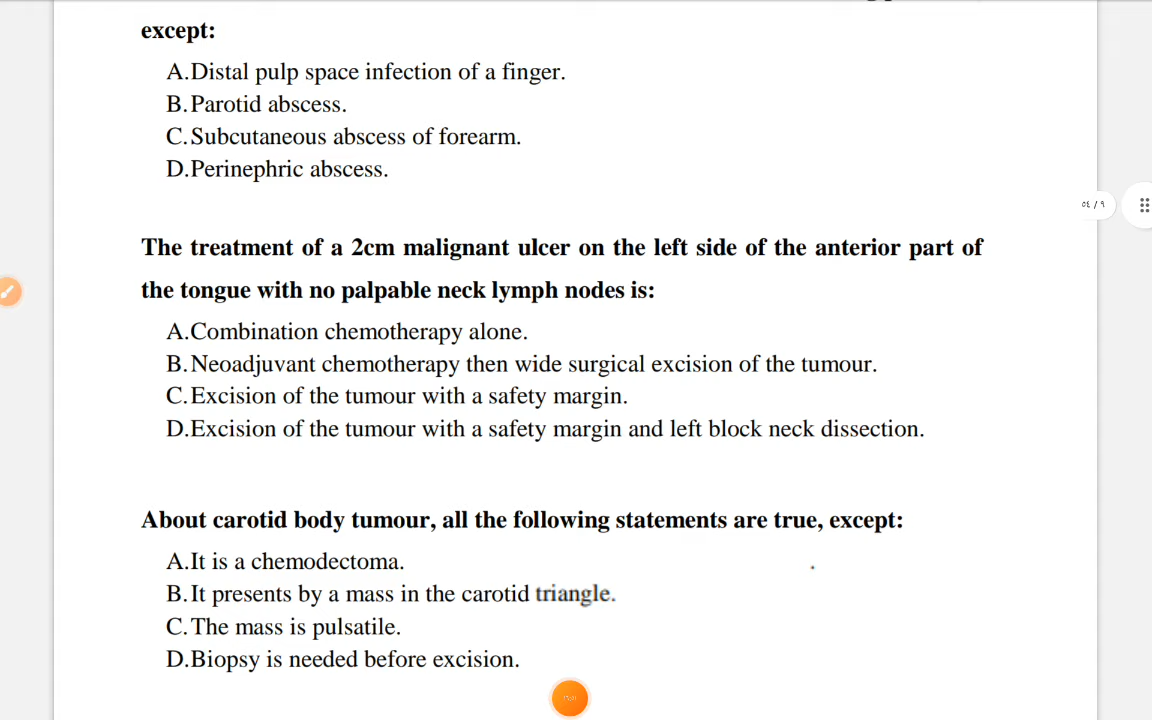 except:
A.Distal pulp space infection of a finger.
B.Parotid abscess.
C.Subcutaneous abscess of forearm.
D.Perinephric abscess.
٥٤ / ٩
The treatment of a 2cm malignant ulcer on the left side of the anterior part of
the tongue with no palpable neck lymph nodes is:
A.Combination chemotherapy alone.
B.Neoadjuvant chemotherapy then wide surgical excision of the tumour.
C.Excision of the tumour with a safety margin.
D.Excision of the tumour with a safety margin and left block neck dissection.
About carotid body tumour, all the following statements are true, except:
A.It is a chemodectoma.
B.It presents by a mass in the carotid triangle.
C.The mass is pulsatile.
D.Biopsy is needed before excision.